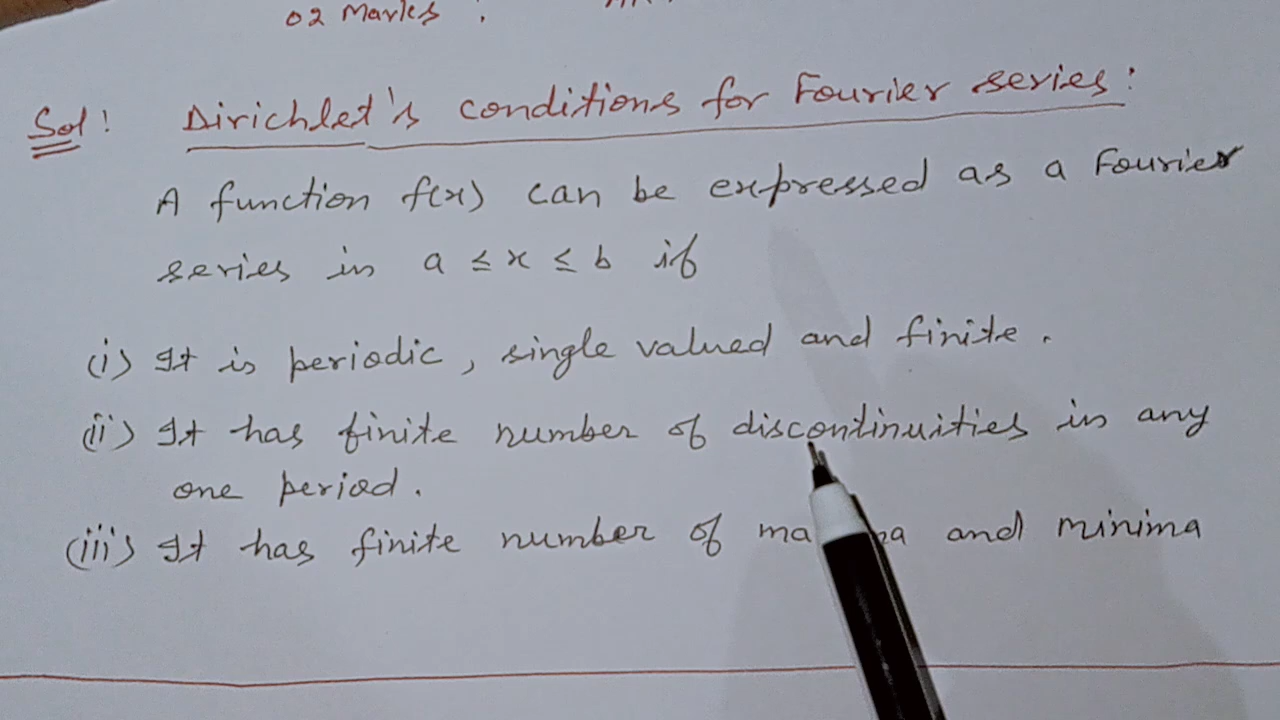 02 Marks :
Sol! Dirichlet's conditions for Fourier series:
A function f(x) can be expressed as a Fourier
series in a ≤ x ≤ b if
(i) It is periodic, single valued and finite.
(ii) It has finite number of discontinuities in any
one period.
(iii) It has finite number of and minima